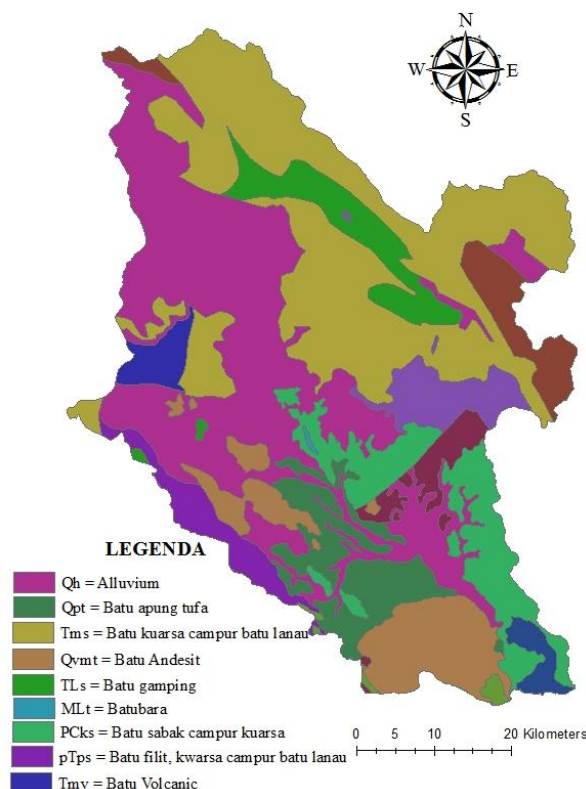 N
W E
S
LEGENDA
Qh = Alluvium
Qpt = Batu apung tufa
Tms = Batu kuarsa campur batu lanau
Qvmt = Batu Andesit
TLs = Batu gamping
MLt = Batubara
PCks = Batu sabak campur kuarsa
pTps = Batu filit, kwarsa campur batu lanau
Tmv = Batu Volcanic
0 5 10 20 Kilometers